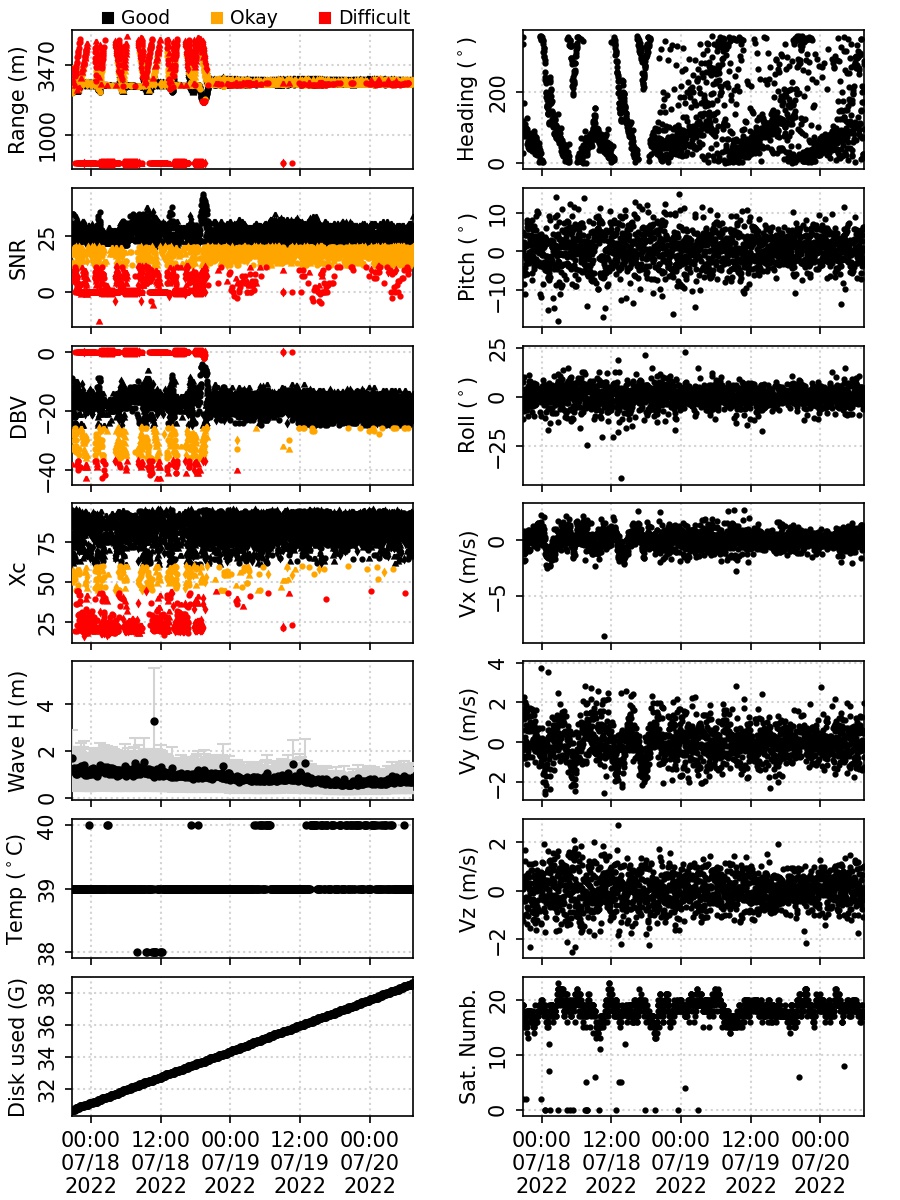 Good Okay Difficult
Range (m)
3470
1000
SNR
25
0
DBV
0
−20
−40
Xc
75
50
25
Wave H (m)
4
2
0
Temp (°C)
40
39
38
Disk used (G)
38
36
34
32
00:00 12:00 00:00 12:00 00:00
07/18 07/18 07/19 07/19 07/20
2022 2022 2022 2022 2022
Heading (°)
200
0
Pitch (°)
10
0
−10
Roll (°)
25
0
−25
Vx (m/s)
0
−5
Vy (m/s)
4
2
0
−2
Vz (m/s)
2
0
−2
Sat. Numb.
20
10
0
00:00 12:00 00:00 12:00 00:00
07/18 07/18 07/19 07/19 07/20
2022 2022 2022 2022 2022